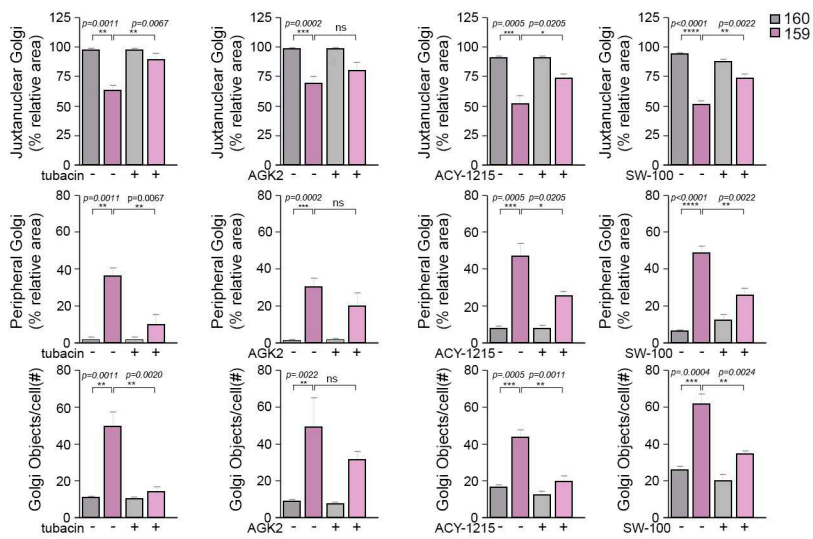 160
159
Juxtanuclear Golgi
(% relative area)
125
100
75
50
25
0
p=0.0011 p=0.0067
** **
tubacin - - + +
Juxtanuclear Golgi
(% relative area)
125
100
75
50
25
0
p=0.0002
*** ns
AGK2 - - + +
Juxtanuclear Golgi
(% relative area)
125
100
75
50
25
0
p=.0005 p=0.0205
*** *
ACY-1215 - - + +
Juxtanuclear Golgi
(% relative area)
125
100
75
50
25
0
p<0.0001 p=0.0022
**** **
SW-100 - - + +
Peripheral Golgi
(% relative area)
80
60
40
20
0
p=0.0011 p=0.0067
** **
tubacin - - + +
Peripheral Golgi
(% relative area)
80
60
40
20
0
p=0.0002
*** ns
AGK2 - - + +
Peripheral Golgi
(% relative area)
80
60
40
20
0
p=.0005 p=0.0205
*** *
ACY-1215 - - + +
Peripheral Golgi
(% relative area)
80
60
40
20
0
p<0.0001 p=0.0022
**** **
SW-100 - - + +
Golgi Objects/cell(#)
80
60
40
20
0
p=0.0011 p=0.0020
** **
tubacin - - + +
Golgi Objects/cell(#)
80
60
40
20
0
p=.0022
** ns
AGK2 - - + +
Golgi Objects/cell(#)
80
60
40
20
0
p=.0005 p=0.0011
*** **
ACY-1215 - - + +
Golgi Objects/cell(#)
80
60
40
20
0
p=.0004 p=0.0024
*** **
SW-100 - - + +